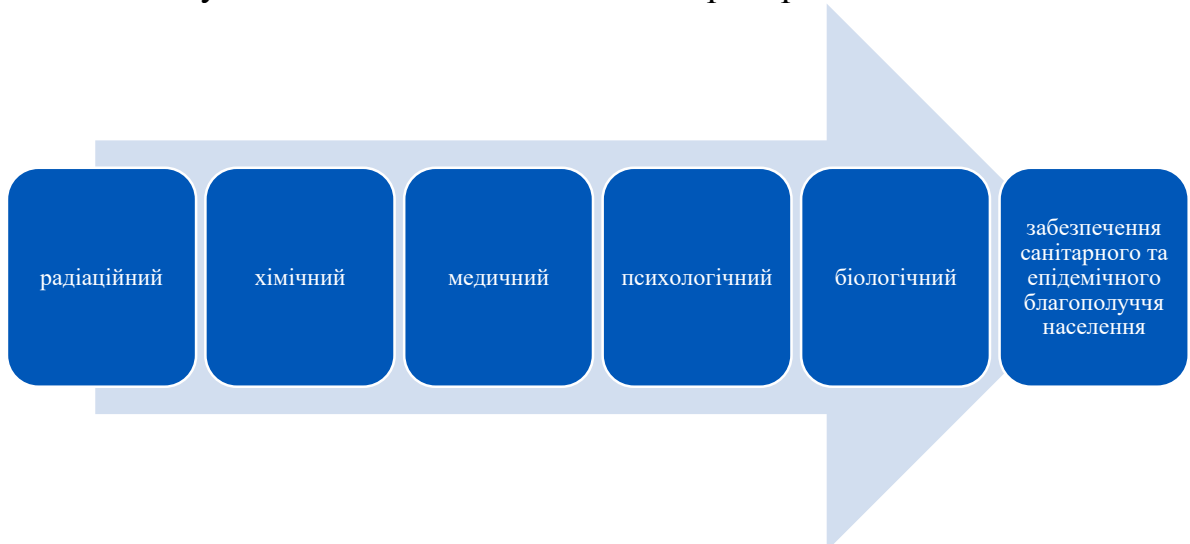 радіаційний
хімічний
медичний
психологічний
біологічний
забезпечення
санітарного та
епідемічного
благополуччя
населення